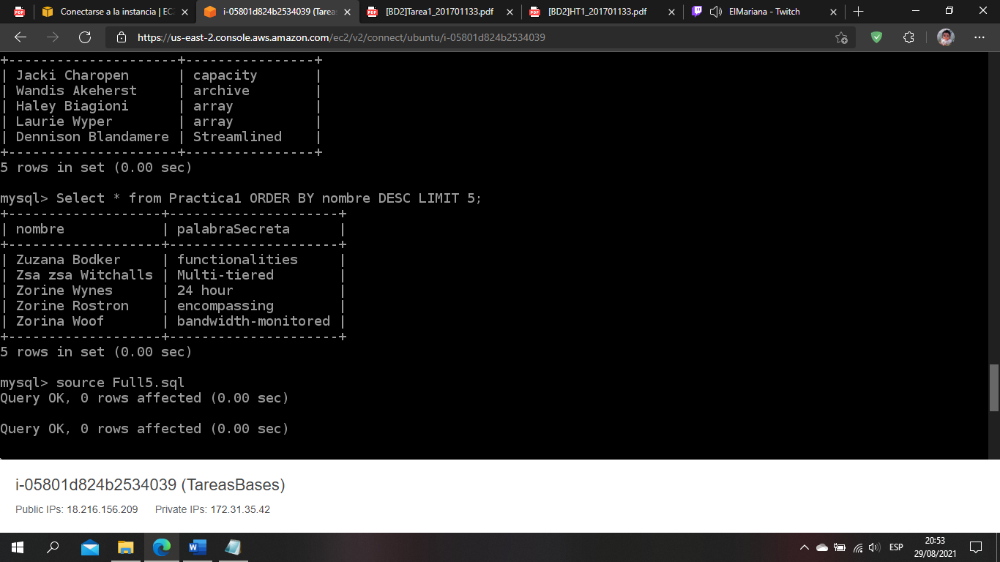 Conectarse a la instancia | EC
i-05801d824b2534039 (Tarea
[BD2]Tarea1_201701133.pdf
[BD2]HT1_201701133.pdf
ElMariana - Twitch
https://us-east-2.console.aws.amazon.com/ec2/v2/connect/ubuntu/i-05801d824b2534039
+---------------------+----------------+
| Jacki Charopen | capacity |
| Wandis Akeherst | archive |
| Haley Biagioni | array |
| Laurie Wyper | array |
| Dennison Blandamere | Streamlined |
+---------------------+----------------+
5 rows in set (0.00 sec)
mysql> Select * from Practica1 ORDER BY nombre DESC LIMIT 5;
+-------------------+---------------------+
| nombre | palabraSecreta |
+-------------------+---------------------+
| Zuzana Bodker | functionalities |
| Zsa zsa Witchalls | Multi-tiered |
| Zorine Wynes | 24 hour |
| Zorine Rostron | encompassing |
| Zorina Woof | bandwidth-monitored |
+-------------------+---------------------+
5 rows in set (0.00 sec)
mysql> source Full5.sql
Query OK, 0 rows affected (0.00 sec)
Query OK, 0 rows affected (0.00 sec)
i-05801d824b2534039 (TareasBases)
Public IPs: 18.216.156.209 Private IPs: 172.31.35.42
ESP
20:53
29/08/2021